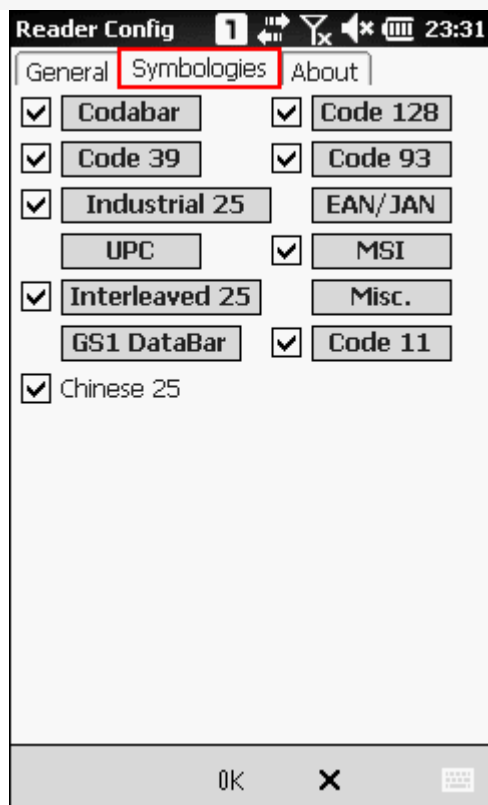 Reader Config 1 23:31
General Symbologies About
Codabar Code 128
Code 39 Code 93
Industrial 25 EAN/JAN
UPC MSI
Interleaved 25 Misc.
GS1 DataBar Code 11
Chinese 25
OK